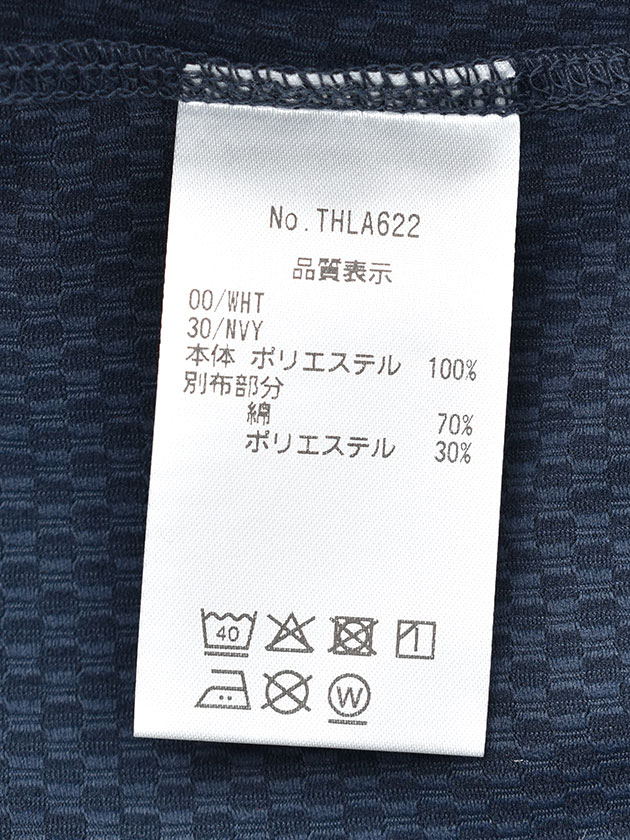 No.THLA622
品質表示
00/WHT
30/NVY
本体 ポリエステル 100%
別布部分
綿 70%
ポリエステル 30%
40
W